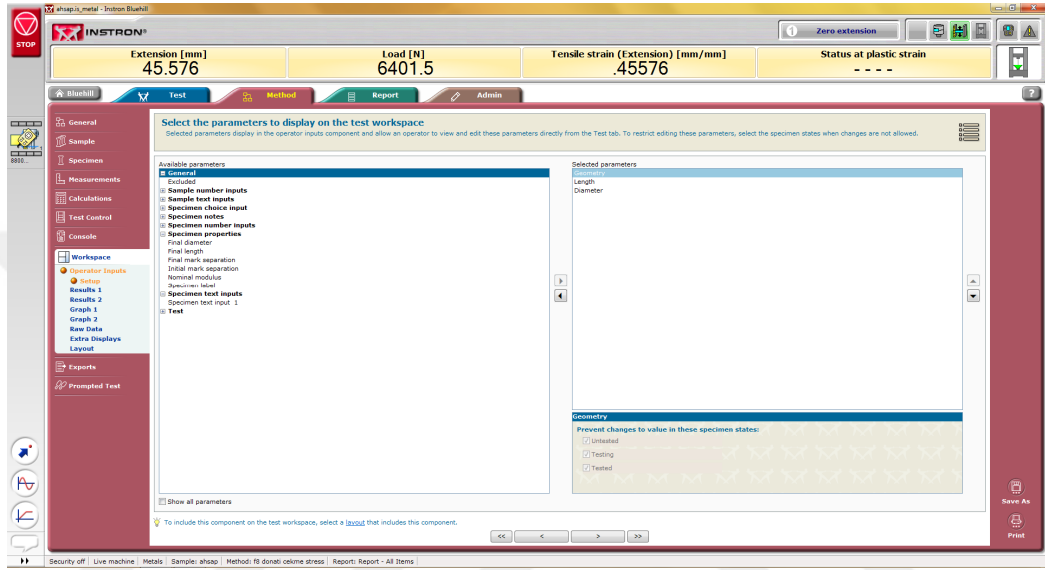 ahsap.is_metal - Instron Bluehill
STOP
INSTRON®
1 Zero extension
Extension [mm]
45.576
Load [N]
6401.5
Tensile strain (Extension) [mm/mm]
.45576
Status at plastic strain
- - - -
Bluehill
Test
Method
Report
Admin
?
8800...
General
Sample
Specimen
Measurements
Calculations
Test Control
Console
Workspace
Operator Inputs
Setup
Results 1
Results 2
Graph 1
Graph 2
Raw Data
Extra Displays
Layout
Exports
Prompted Test
Select the parameters to display on the test workspace
Selected parameters display in the operator inputs component and allow an operator to view and edit these parameters directly from the Test tab. To restrict editing these parameters, select the specimen states when changes are not allowed.
Available parameters
General
Excluded
Sample number inputs
Sample text inputs
Specimen choice input
Specimen notes
Specimen number inputs
Specimen properties
Final diameter
Final length
Final mark separation
Initial mark separation
Nominal modulus
Specimen label
Specimen text inputs
Specimen text input 1
Test
Show all parameters
Selected parameters
Geometry
Length
Diameter
Geometry
Prevent changes to value in these specimen states:
Untested
Testing
Tested
To include this component on the test workspace, select a layout that includes this component.
<< < > >>
Save As
Print
Security off Live machine Metals Sample: ahsap Method: f8 donati cekme stress Report: Report - All Items